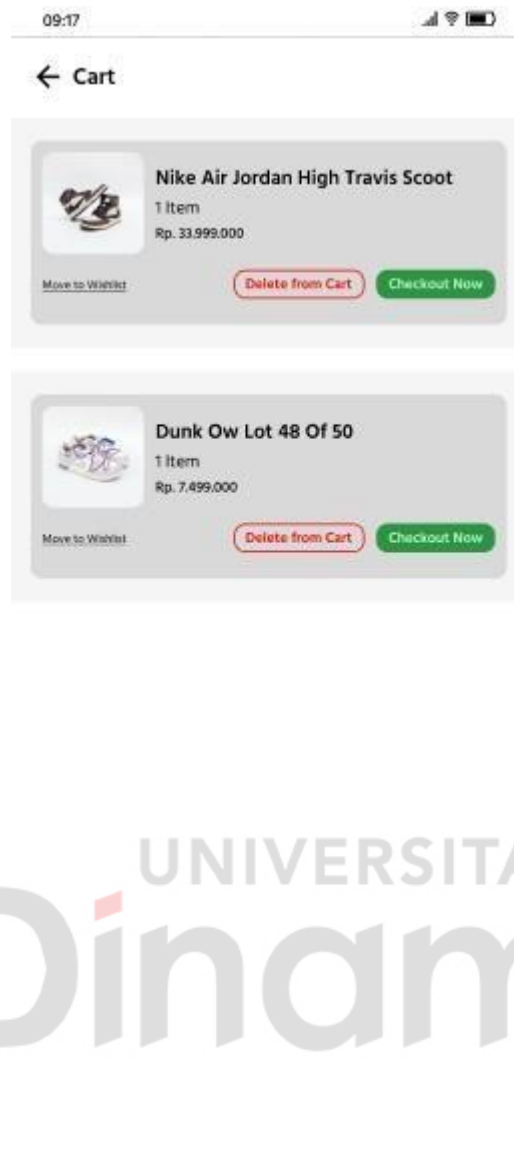 09:17
Cart
Nike Air Jordan High Travis Scoot
1 Item
Rp. 33.999.000
Move to Wishlist
Delete from Cart
Checkout Now
Dunk Ow Lot 48 Of 50
1 Item
Rp. 7.499.000
Move to Wishlist
Delete from Cart
Checkout Now
UNIVERSITA
Dinam